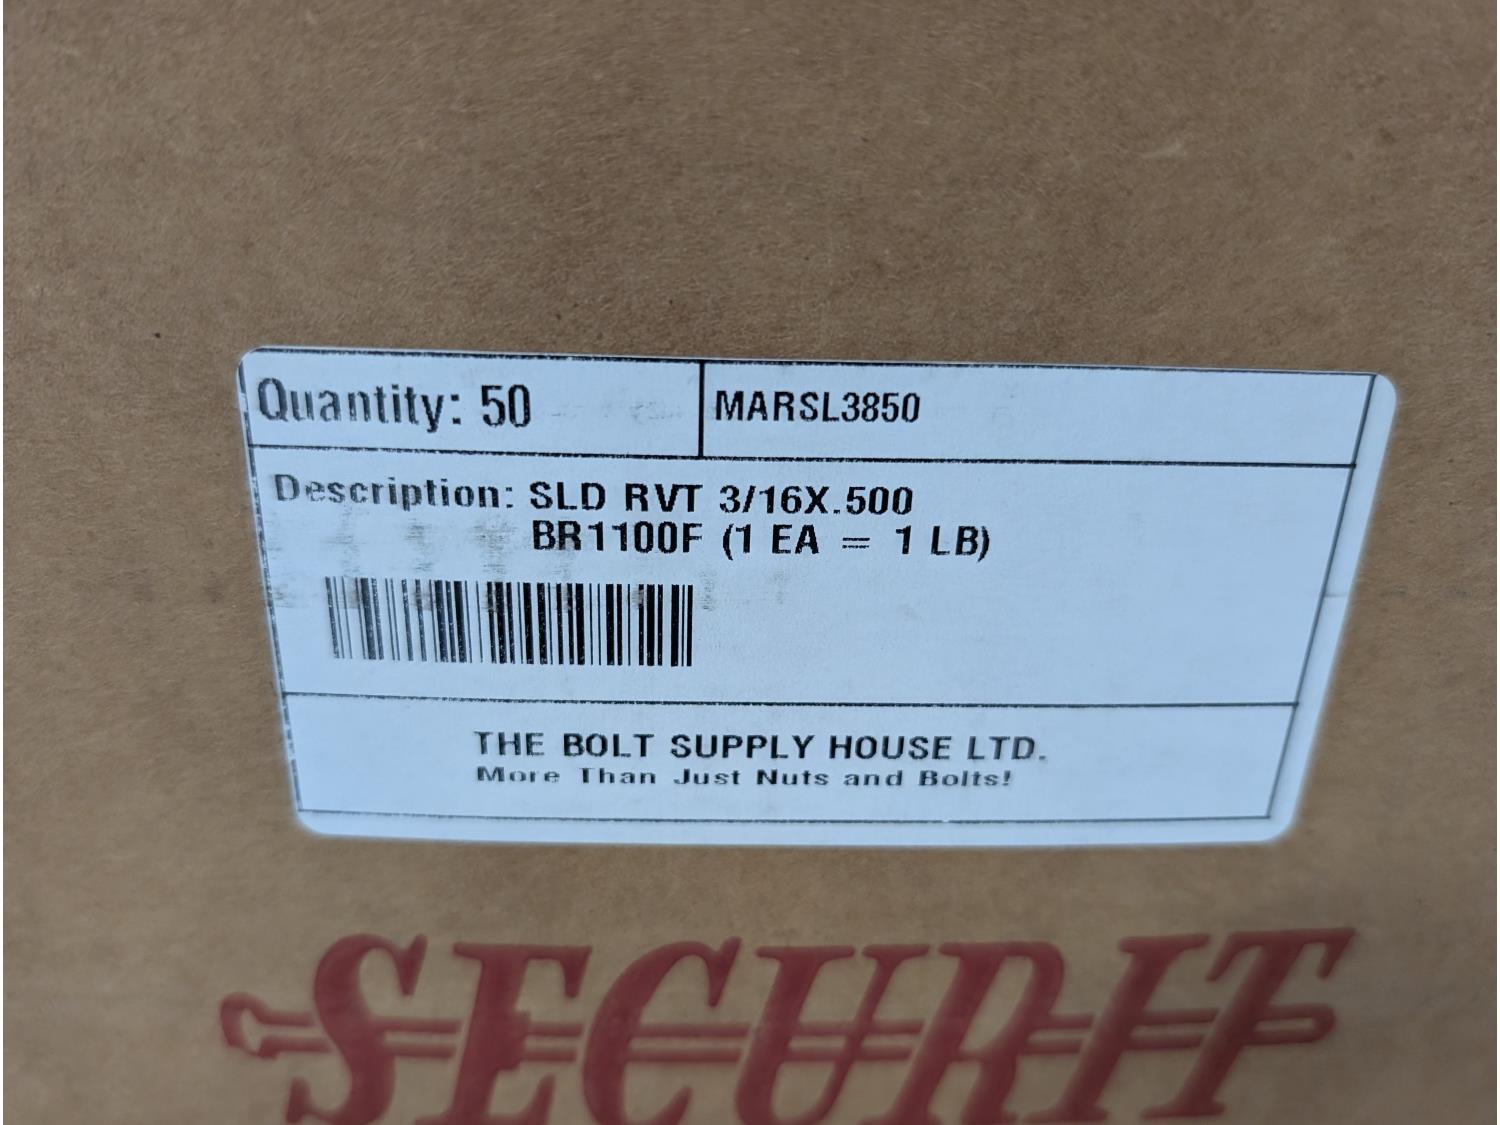 Quantity: 50 MARSL3850
Description: SLD RVT 3/16X.500
BR1100F (1 EA = 1 LB)
THE BOLT SUPPLY HOUSE LTD.
More Than Just Nuts and Bolts!
SECURIT